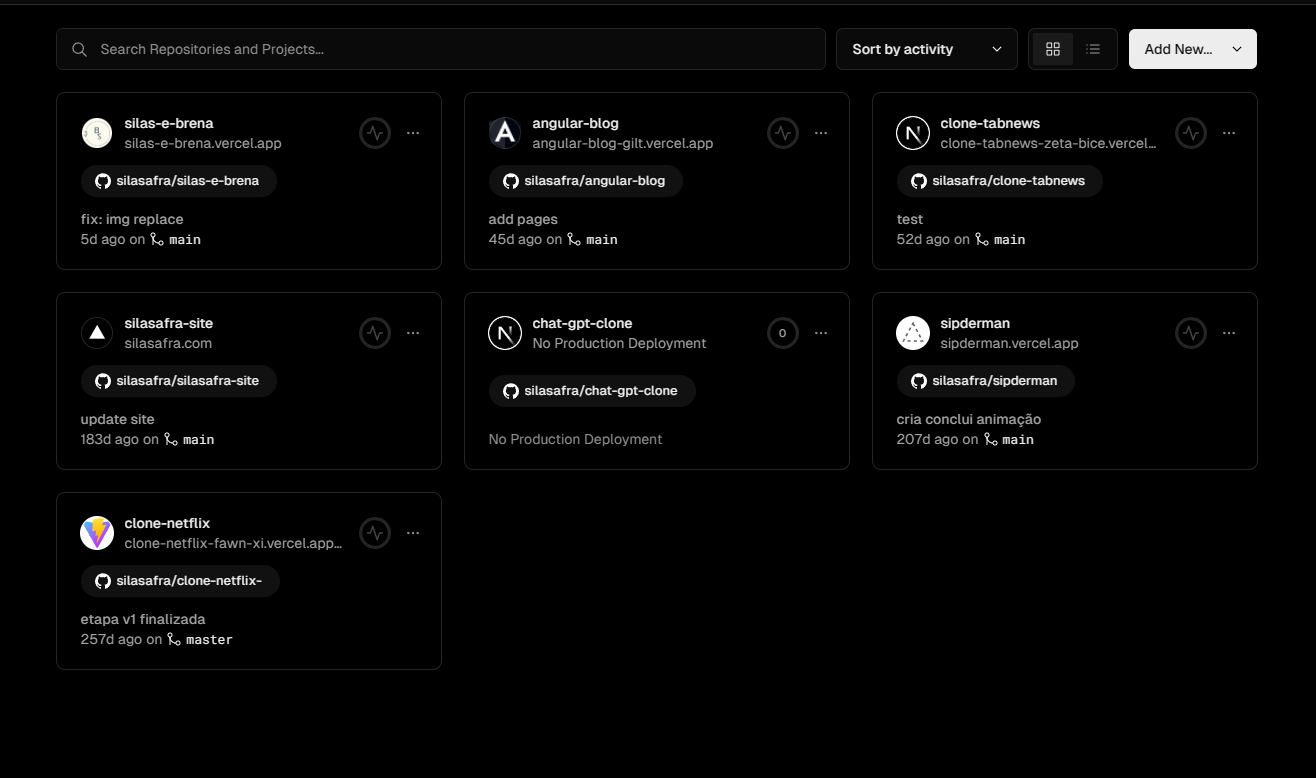 Search Repositories and Projects...
Sort by activity
Add New...
silas-e-brena
silas-e-brena.vercel.app
silasafra/silas-e-brena
fix: img replace
5d ago on main
angular-blog
angular-blog-gilt.vercel.app
silasafra/angular-blog
add pages
45d ago on main
clone-tabnews
clone-tabnews-zeta-bice.vercel...
silasafra/clone-tabnews
test
52d ago on main
silasafra-site
silasafra.com
silasafra/silasafra-site
update site
183d ago on main
chat-gpt-clone
No Production Deployment
0
silasafra/chat-gpt-clone
No Production Deployment
sipderman
sipderman.vercel.app
silasafra/sipderman
cria conclui animação
207d ago on main
clone-netflix
clone-netflix-fawn-xi.vercel.app...
silasafra/clone-netflix-
etapa v1 finalizada
257d ago on master